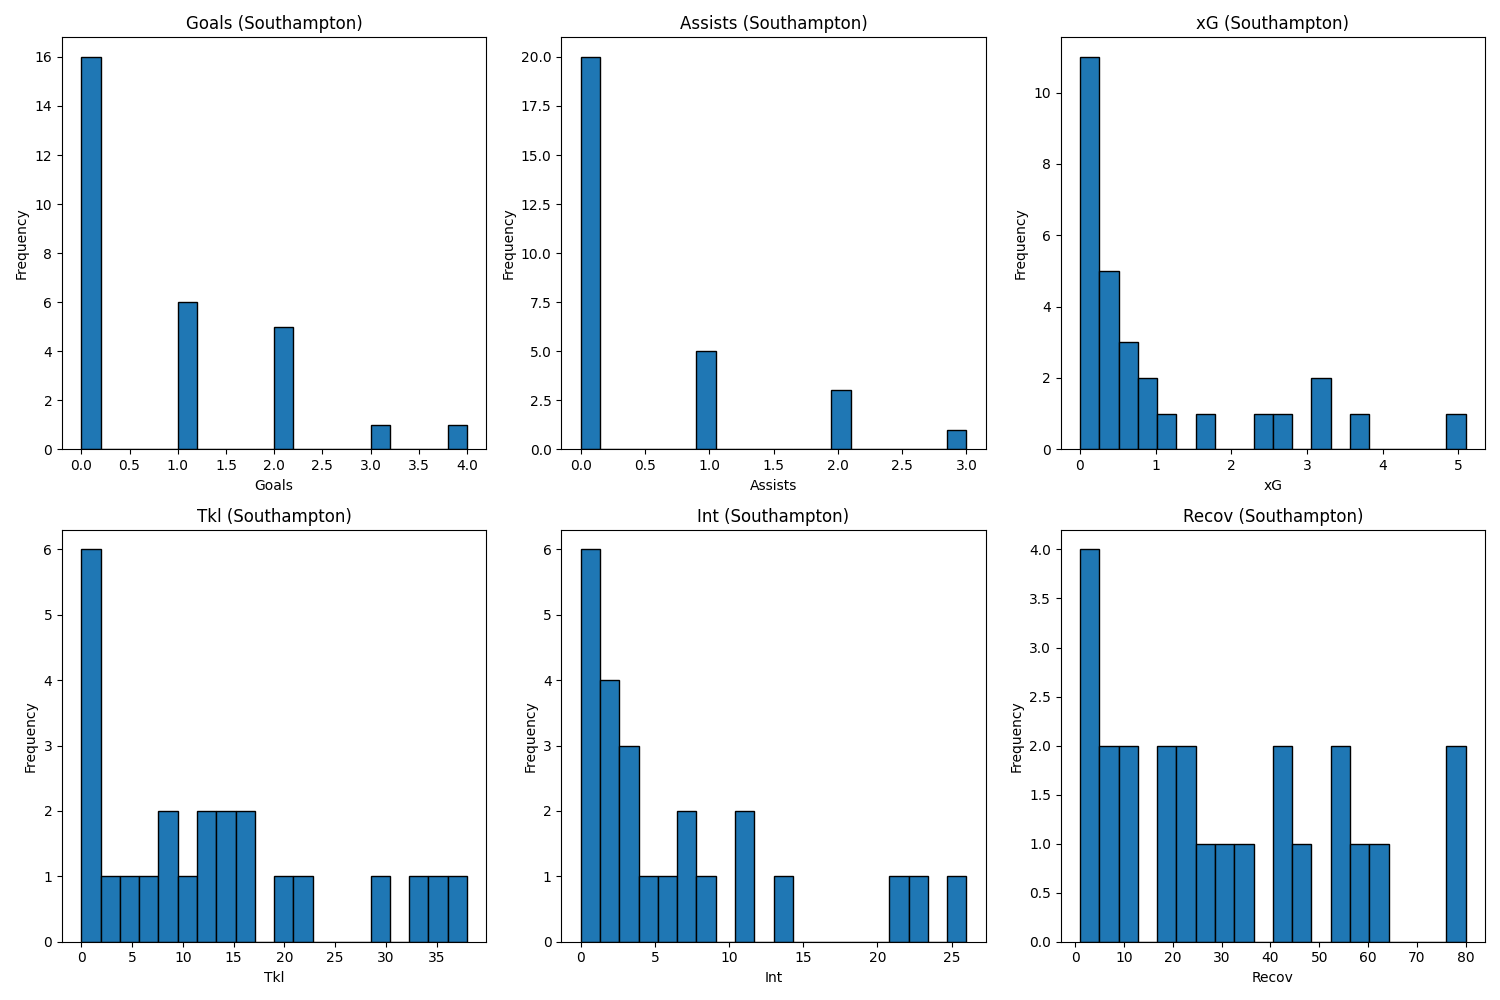 Goals (Southampton)
Frequency
16
14
12
10
8
6
4
2
0
0.0 0.5 1.0 1.5 2.0 2.5 3.0 3.5 4.0
Goals
Assists (Southampton)
Frequency
20.0
17.5
15.0
12.5
10.0
7.5
5.0
2.5
0.0
0.0 0.5 1.0 1.5 2.0 2.5 3.0
Assists
xG (Southampton)
Frequency
10
8
6
4
2
0
0 1 2 3 4 5
xG
Tkl (Southampton)
Frequency
6
5
4
3
2
1
0
0 5 10 15 20 25 30 35
Tkl
Int (Southampton)
Frequency
6
5
4
3
2
1
0
0 5 10 15 20 25
Int
Recov (Southampton)
Frequency
4.0
3.5
3.0
2.5
2.0
1.5
1.0
0.5
0.0
0 10 20 30 40 50 60 70 80
Recov